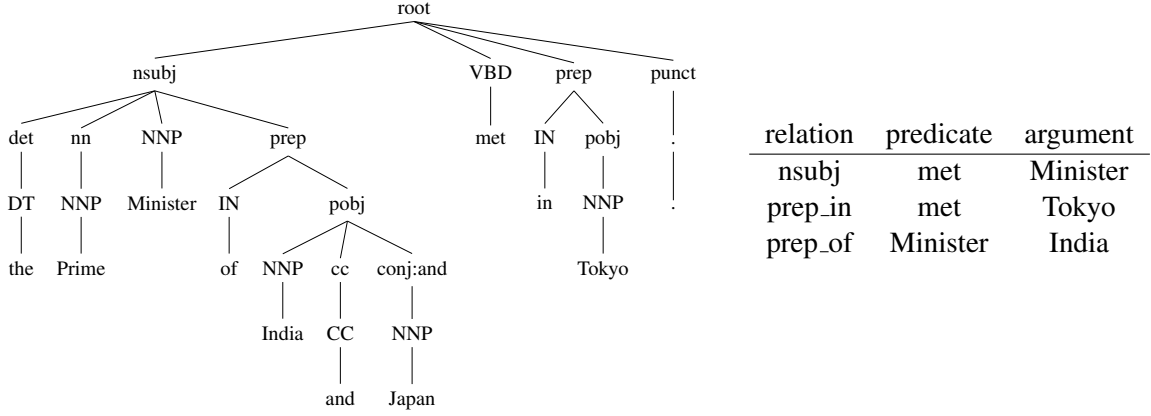 root
nsubj VBD prep punct
det nn NNP prep met IN pobj .
DT NNP Minister IN pobj in NNP .
the Prime of NNP cc conj:and Tokyo
India CC NNP
and Japan
relation predicate argument
nsubj met Minister
prep_in met Tokyo
prep_of Minister India